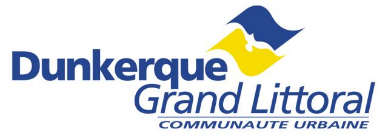 Dunkerque
Grand Littoral
COMMUNAUTE URBAINE